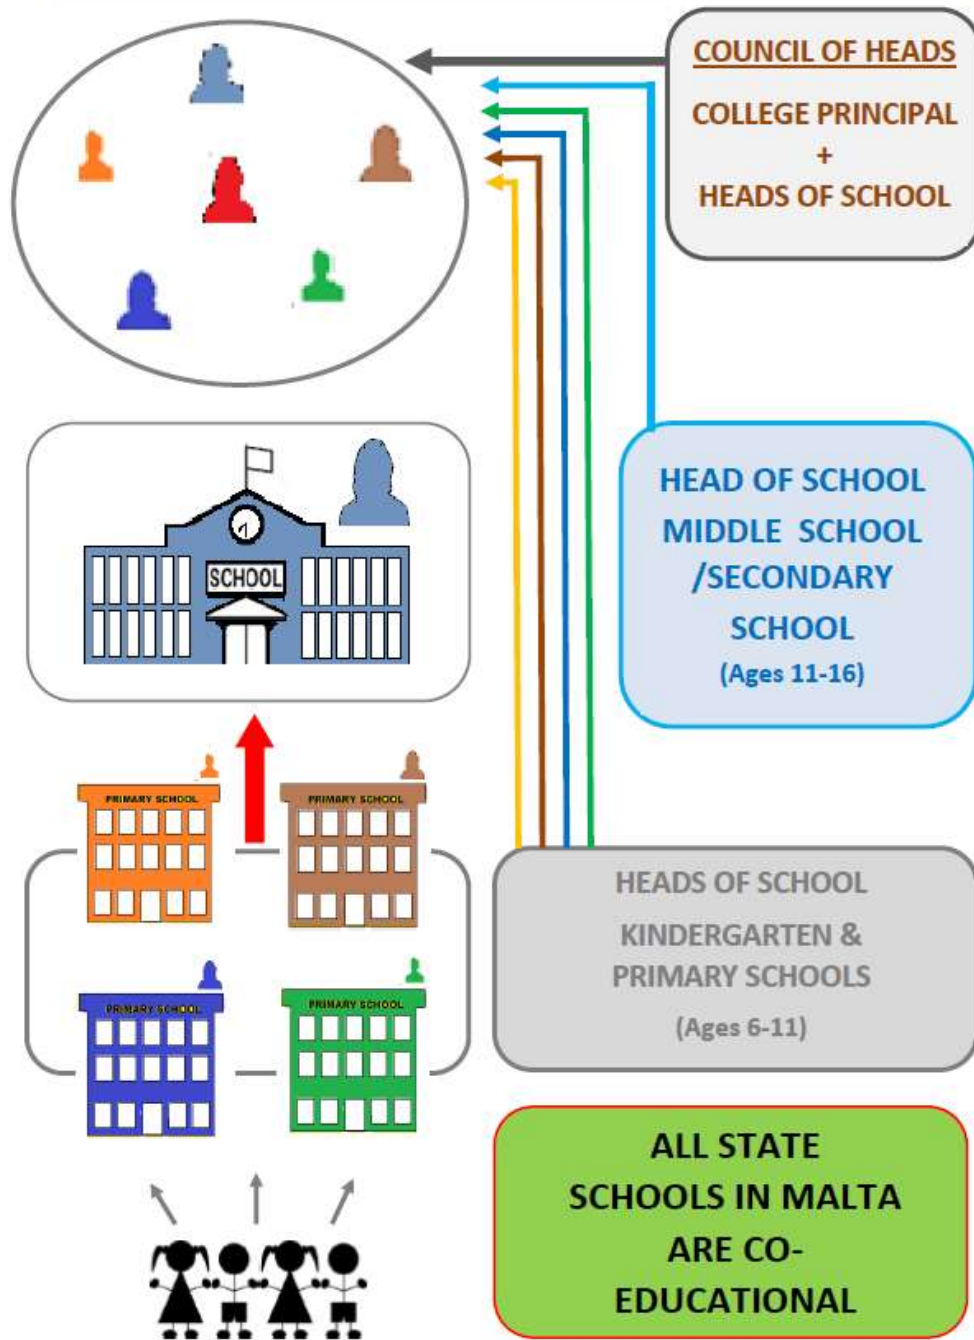 COUNCIL OF HEADS
COLLEGE PRINCIPAL
+
HEADS OF SCHOOL
HEAD OF SCHOOL
MIDDLE SCHOOL
/SECONDARY
SCHOOL
(Ages 11-16)
SCHOOL
PRIMARY SCHOOL
PRIMARY SCHOOL
HEADS OF SCHOOL
KINDERGARTEN &
PRIMARY SCHOOLS
(Ages 6-11)
PRIMARY SCHOOL
PRIMARY SCHOOL
ALL STATE
SCHOOLS IN MALTA
ARE CO-
EDUCATIONAL